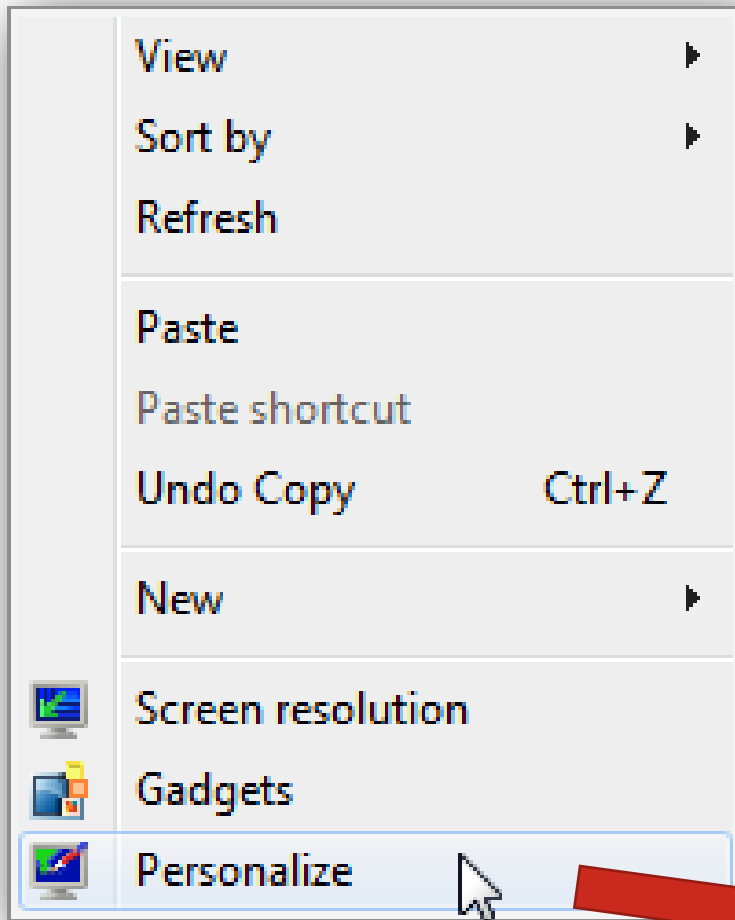 View
Sort by
Refresh
Paste
Paste shortcut
Undo Copy Ctrl+Z
New
Screen resolution
Gadgets
Personalize